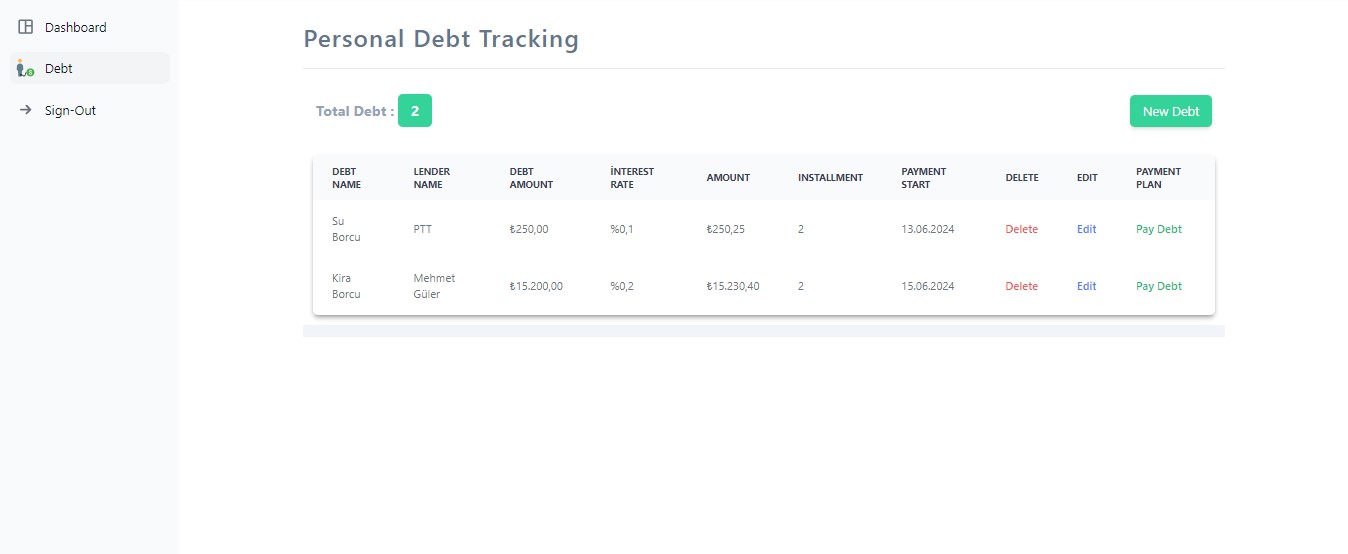 Dashboard
Debt
Sign-Out
Personal Debt Tracking
Total Debt : 2
New Debt
DEBT NAME LENDER NAME DEBT AMOUNT İNTEREST RATE AMOUNT INSTALLMENT PAYMENT START DELETE EDIT PAYMENT PLAN
Su Borcu PTT ₺250,00 %0,1 ₺250,25 2 13.06.2024 Delete Edit Pay Debt
Kira Borcu Mehmet Güler ₺15.200,00 %0,2 ₺15.230,40 2 15.06.2024 Delete Edit Pay Debt